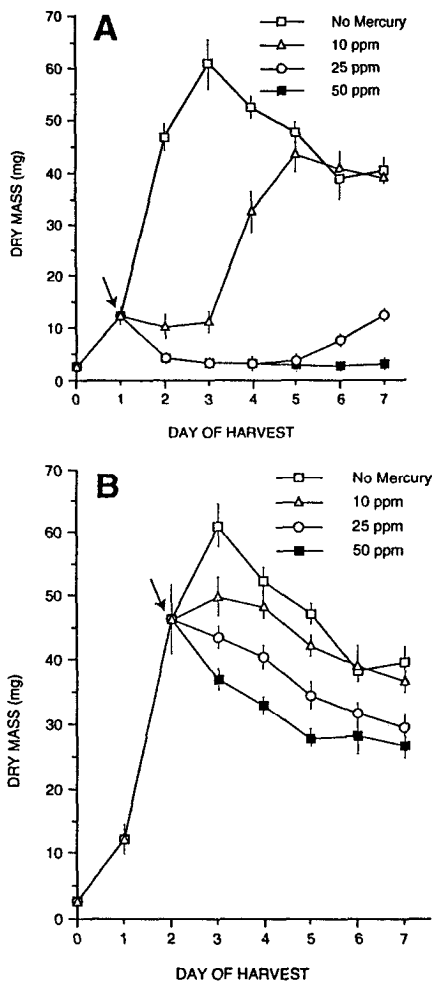 A
No Mercury
10 ppm
25 ppm
50 ppm
DRY MASS (mg)
70
60
50
40
30
20
10
0
0 1 2 3 4 5 6 7
DAY OF HARVEST
B
No Mercury
10 ppm
25 ppm
50 ppm
DRY MASS (mg)
70
60
50
40
30
20
10
0
0 1 2 3 4 5 6 7
DAY OF HARVEST